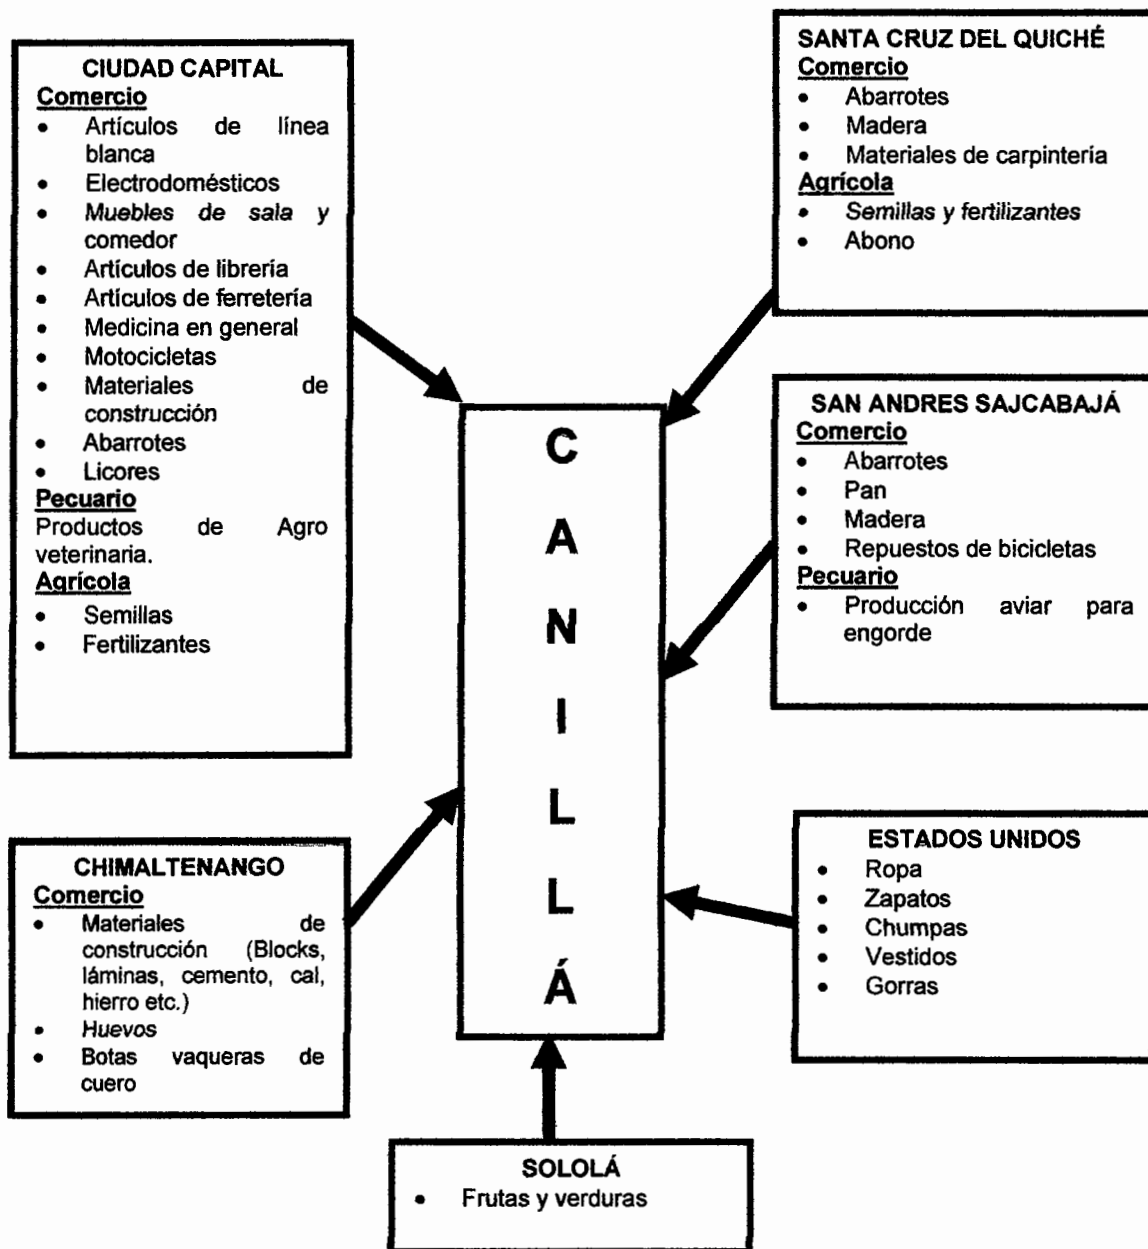 CIUDAD CAPITAL
Comercio
• Artículos de línea
blanca
• Electrodomésticos
• Muebles de sala y
comedor
• Artículos de librería
• Artículos de ferretería
• Medicina en general
• Motocicletas
• Materiales de
construcción
• Abarrotes
• Licores
Pecuario
Productos de Agro
veterinaria.
Agrícola
• Semillas
• Fertilizantes
SANTA CRUZ DEL QUICHÉ
Comercio
• Abarrotes
• Madera
• Materiales de carpintería
Agrícola
• Semillas y fertilizantes
• Abono
SAN ANDRES SAJCABAJÁ
Comercio
• Abarrotes
• Pan
• Madera
• Repuestos de bicicletas
Pecuario
• Producción aviar para
engorde
C
A
N
I
L
L
Á
CHIMALTENANGO
Comercio
• Materiales de
construcción (Blocks,
láminas, cemento, cal,
hierro etc.)
• Huevos
• Botas vaqueras de
cuero
ESTADOS UNIDOS
• Ropa
• Zapatos
• Chumpas
• Vestidos
• Gorras
SOLOLÁ
• Frutas y verduras